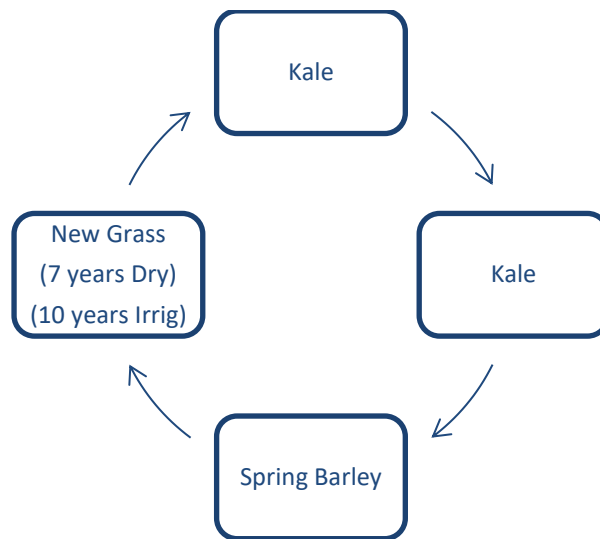 Kale
Kale
Spring Barley
New Grass
(7 years Dry)
(10 years Irrig)